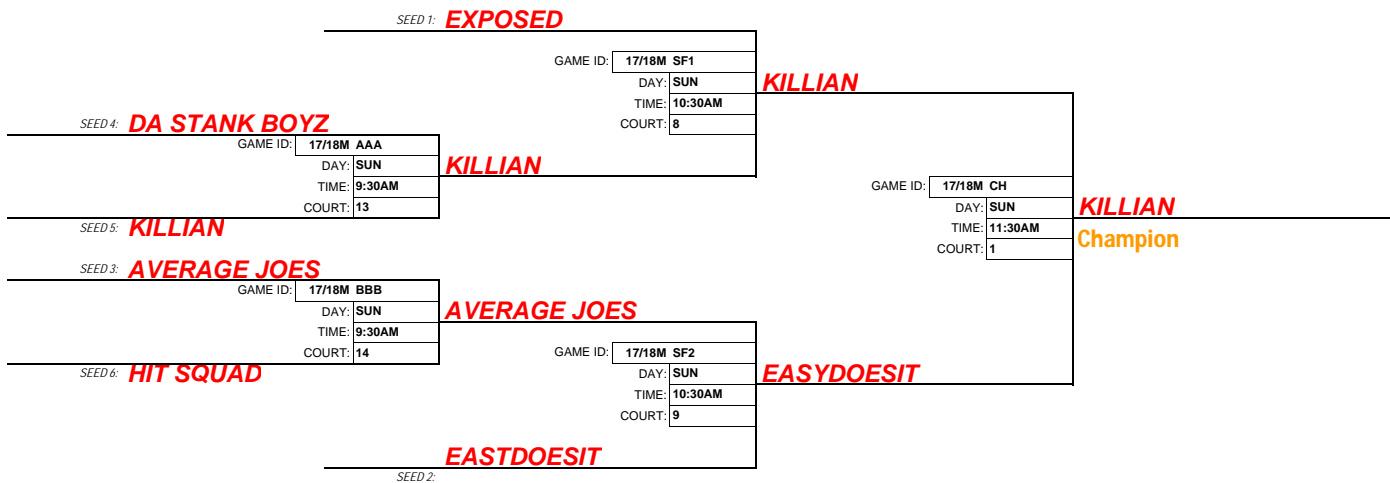 SEED 1: EXPOSED
GAME ID: 17/18M SF1
DAY: SUN
TIME: 10:30AM
COURT: 8
KILLIAN
SEED 4: DA STANK BOYZ
GAME ID: 17/18M AAA
DAY: SUN
TIME: 9:30AM
COURT: 13
KILLIAN
SEED 5: KILLIAN
GAME ID: 17/18M CH
DAY: SUN
TIME: 11:30AM
COURT: 1
KILLIAN
Champion
SEED 3: AVERAGE JOES
GAME ID: 17/18M BBB
DAY: SUN
TIME: 9:30AM
COURT: 14
AVERAGE JOES
SEED 6: HIT SQUAD
GAME ID: 17/18M SF2
DAY: SUN
TIME: 10:30AM
COURT: 9
EASYDOESIT
EASTDOESIT
SEED 2: